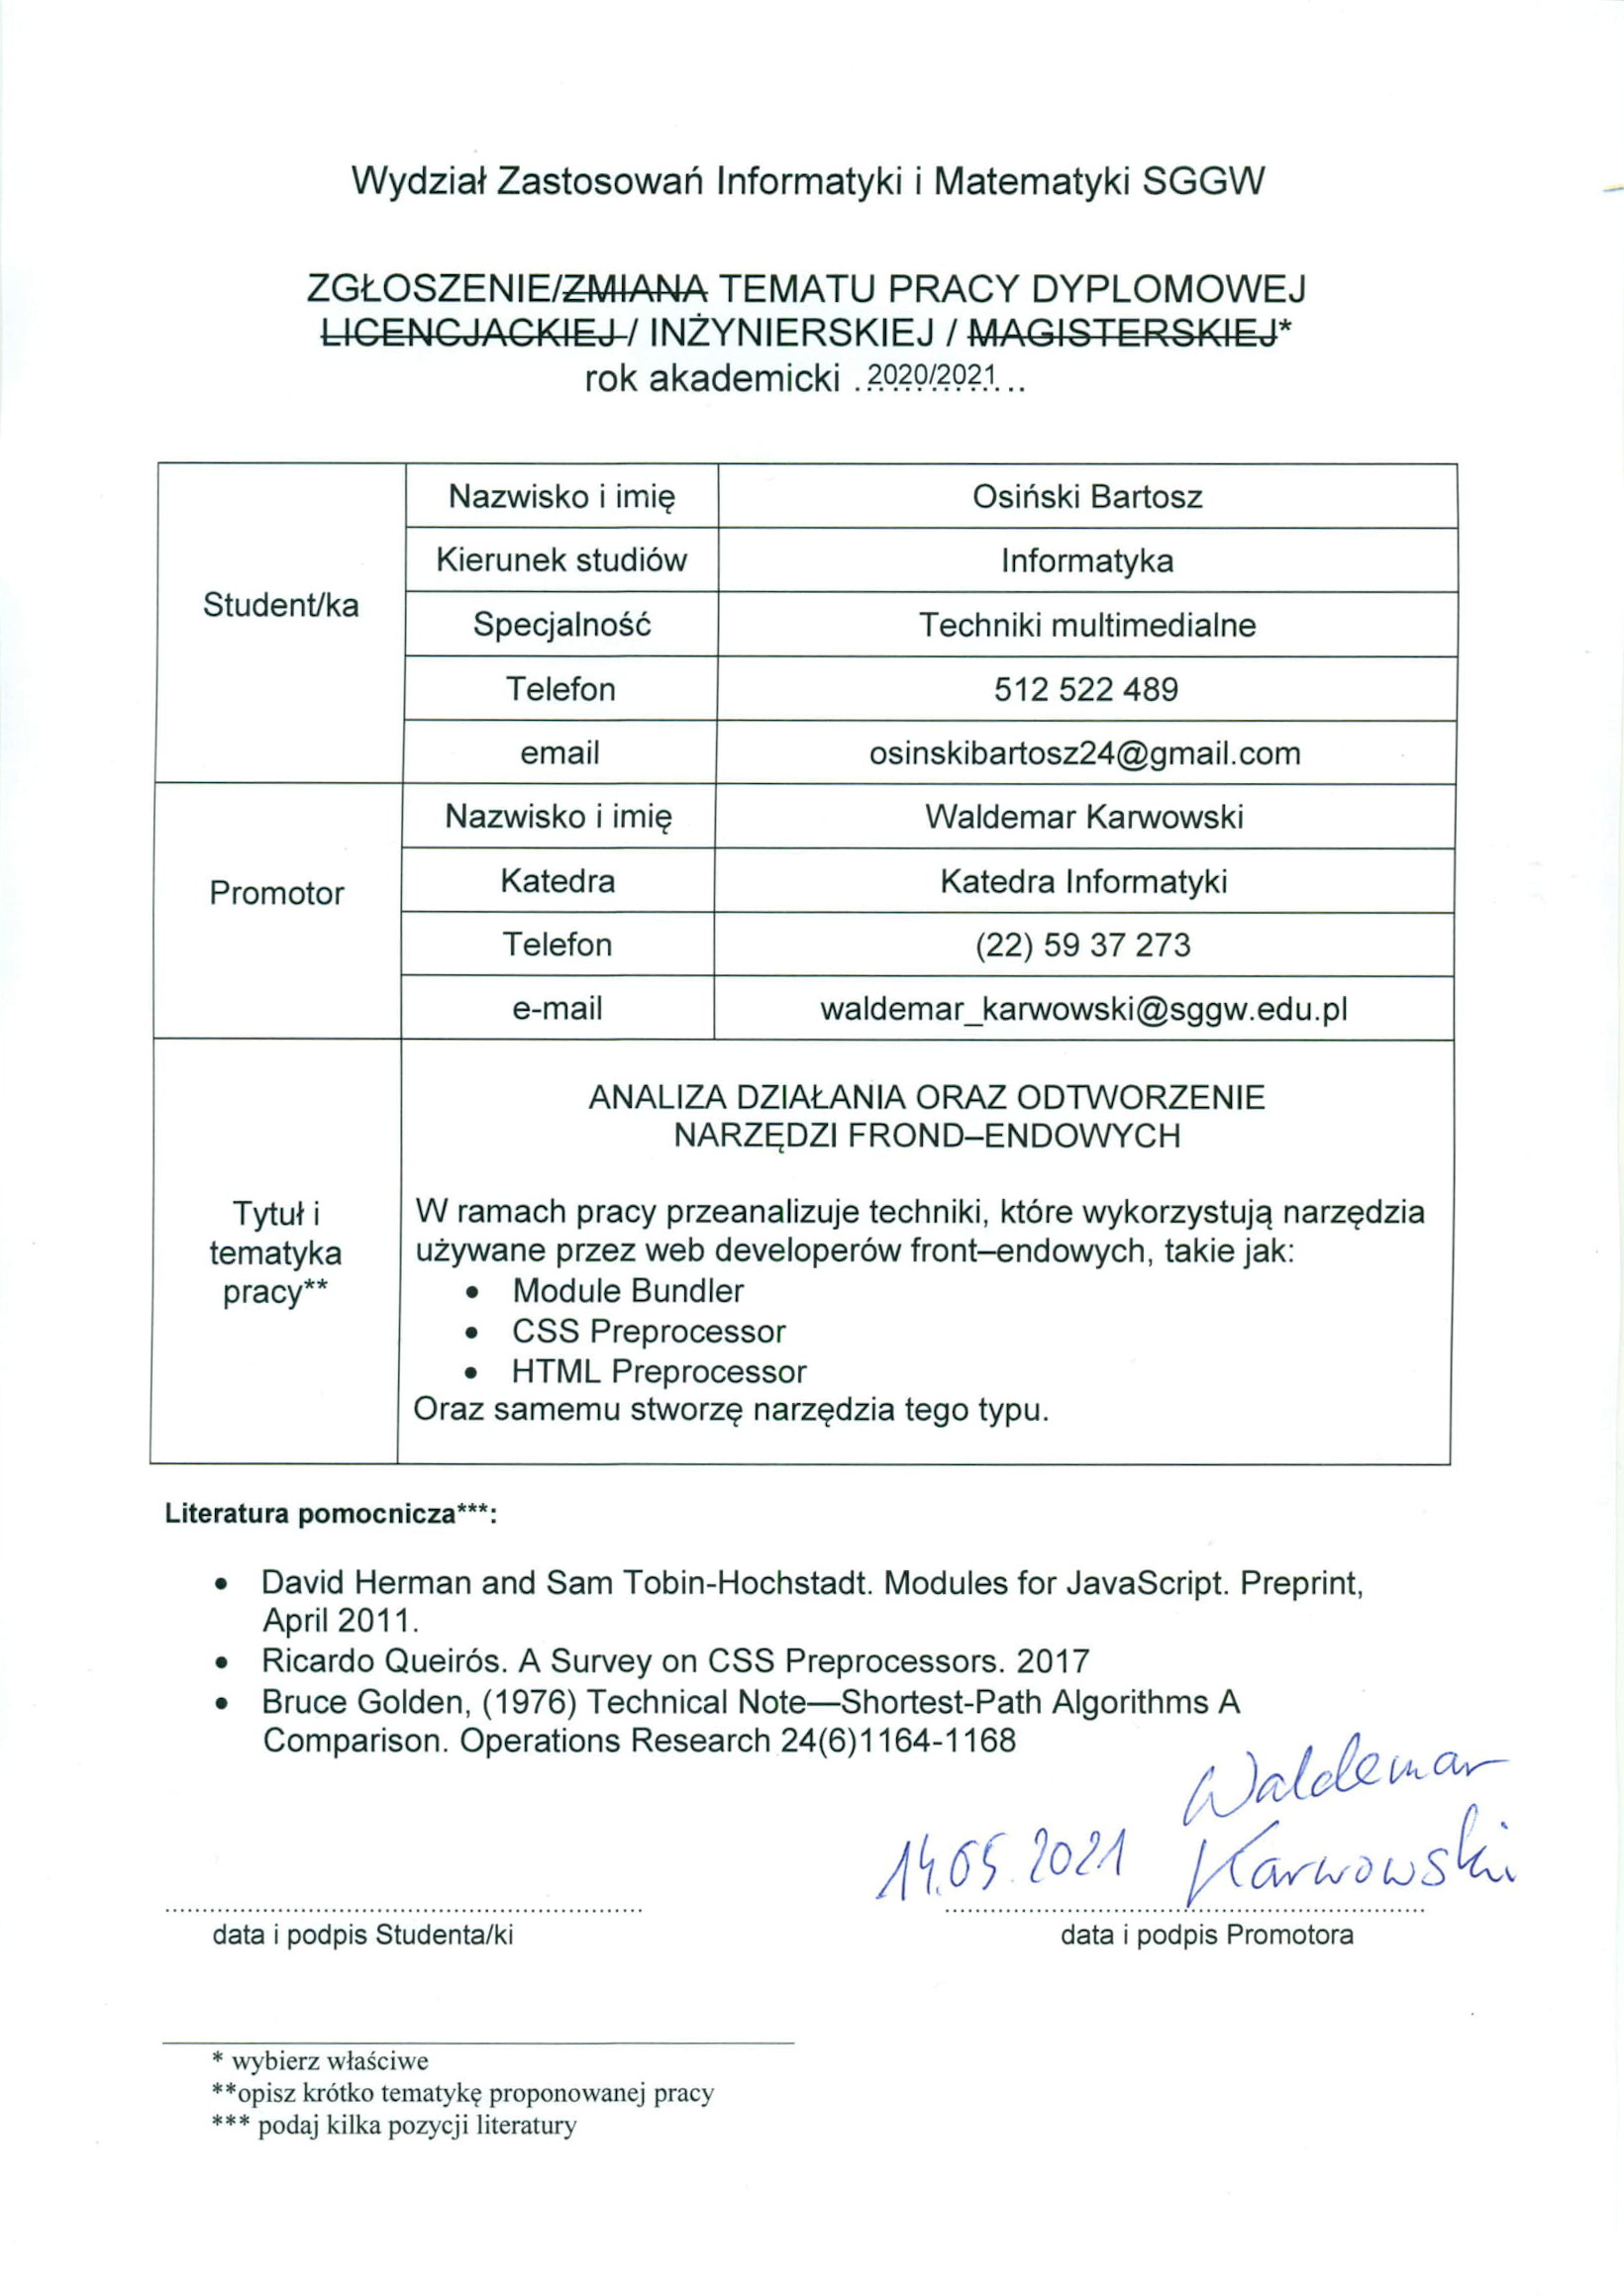 Wydział Zastosowań Informatyki i Matematyki SGGW
ZGŁOSZENIE/ZMIANA TEMATU PRACY DYPLOMOWEJ
LICENCJACKIEJ / INŻYNIERSKIEJ / MAGISTERSKIEJ*
rok akademicki .2020/2021...
Student/ka
Nazwisko i imię Osiński Bartosz
Kierunek studiów Informatyka
Specjalność Techniki multimedialne
Telefon 512 522 489
email osinskibartosz24@gmail.com
Promotor
Nazwisko i imię Waldemar Karwowski
Katedra Katedra Informatyki
Telefon (22) 59 37 273
e-mail waldemar_karwowski@sggw.edu.pl
Tytuł i
tematyka
pracy**
ANALIZA DZIAŁANIA ORAZ ODTWORZENIE
NARZĘDZI FROND–ENDOWYCH
W ramach pracy przeanalizuje techniki, które wykorzystują narzędzia
używane przez web developerów front–endowych, takie jak:
• Module Bundler
• CSS Preprocessor
• HTML Preprocessor
Oraz samemu stworzę narzędzia tego typu.
Literatura pomocnicza***:
• David Herman and Sam Tobin-Hochstadt. Modules for JavaScript. Preprint,
April 2011.
• Ricardo Queirós. A Survey on CSS Preprocessors. 2017
• Bruce Golden, (1976) Technical Note—Shortest-Path Algorithms A
Comparison. Operations Research 24(6)1164-1168
14.05.2021 Waldemar
Karwowski
data i podpis Studenta/ki
data i podpis Promotora
* wybierz właściwe
**opisz krótko tematykę proponowanej pracy
*** podaj kilka pozycji literatury